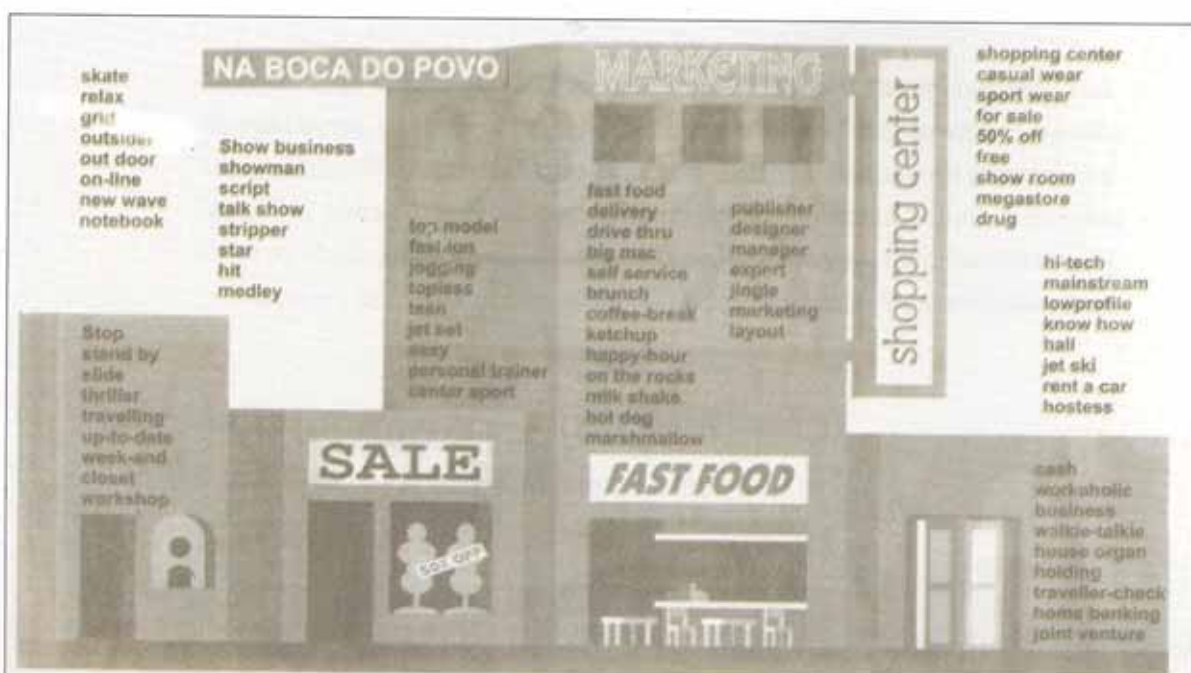 NA BOCA DO POVO
skate
relax
grid
outsider
out door
on-line
new wave
notebook
Show business
showman
script
talk show
stripper
star
hit
medley
top model
fashion
jogging
topless
teen
jet set
sexy
personal trainer
center sport
MARKETING
fast food
delivery
drive thru
big mac
self service
brunch
coffee-break
ketchup
happy-hour
on the rocks
milk shake
hot dog
marshmallow
publisher
designer
manager
expert
jingle
marketing
layout
shopping center
shopping center
casual wear
sport wear
for sale
50% off
free
show room
megastore
drug
hi-tech
mainstream
lowprofile
know how
hall
jet ski
rent a car
hostess
Stop
stand by
slide
thriller
travelling
up-to-date
week-end
closet
workshop
SALE
50% OFF
FAST FOOD
cash
workaholic
business
walkie-talkie
house organ
holding
traveller-check
home banking
joint venture